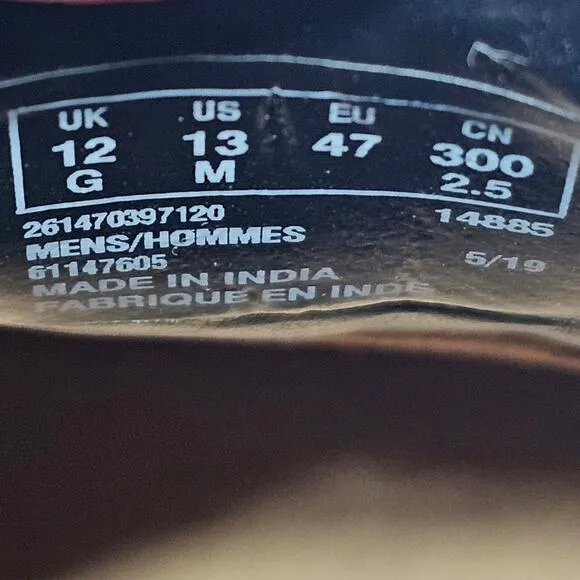 UK US EU CN
12 13 47 300
G M 2.5
261470397120 14885
MENS/HOMMES
61147605 5/19
MADE IN INDIA
FABRIQUE EN INDE